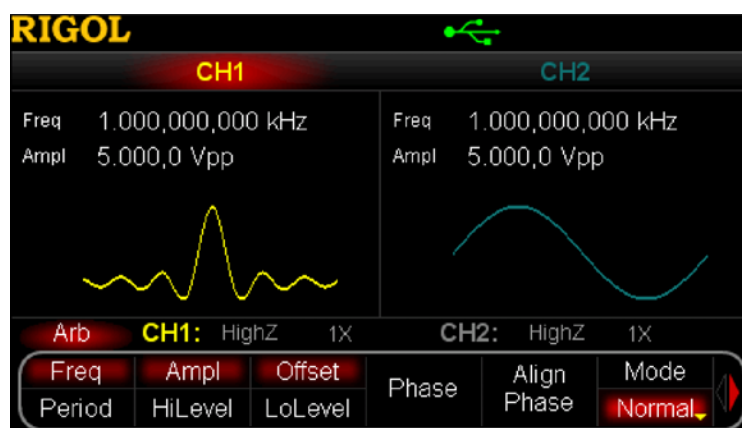 RIGOL
CH1 CH2
Freq 1.000,000,000 kHz Freq 1.000,000,000 kHz
Ampl 5.000,0 Vpp Ampl 5.000,0 Vpp
Arb CH1: HighZ 1X CH2: HighZ 1X
Freq Ampl Offset Phase Align Phase Mode
Period HiLevel LoLevel Normal